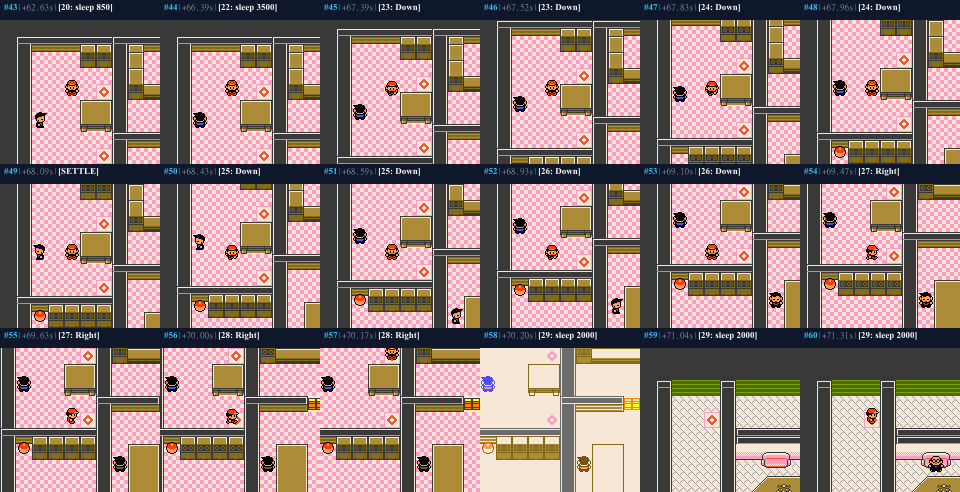 #43| +62.63s| [20: sleep 850]
#44| +66.39s| [22: sleep 3500]
#45| +67.39s| [23: Down]
#46| +67.52s| [23: Down]
#47| +67.83s| [24: Down]
#48| +67.96s| [24: Down]
#49| +68.09s| [SETTLE]
#50| +68.43s| [25: Down]
#51| +68.59s| [25: Down]
#52| +68.93s| [26: Down]
#53| +69.10s| [26: Down]
#54| +69.47s| [27: Right]
#55| +69.63s| [27: Right]
#56| +70.00s| [28: Right]
#57| +70.17s| [28: Right]
#58| +70.20s| [29: sleep 2000]
#59| +71.04s| [29: sleep 2000]
#60| +71.31s| [29: sleep 2000]